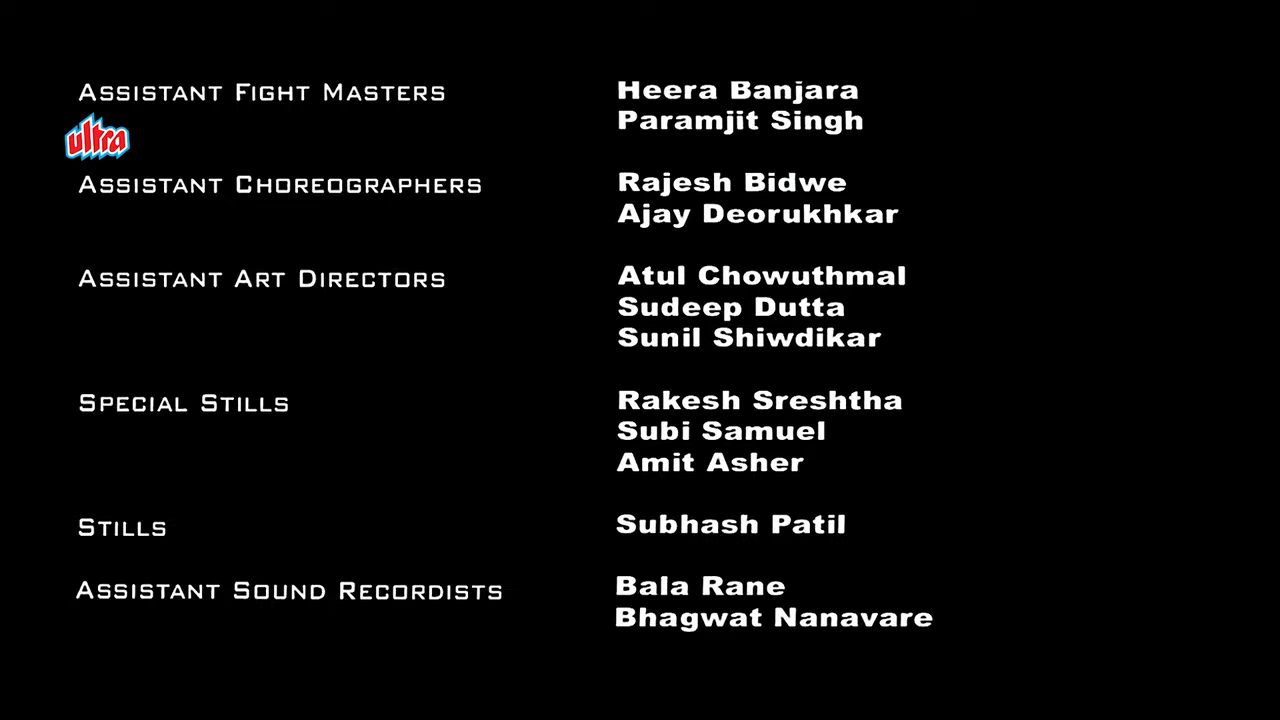 Assistant Fight Masters Heera Banjara
Paramjit Singh
ultra
Assistant Choreographers Rajesh Bidwe
Ajay Deorukhkar
Assistant Art Directors Atul Chowuthmal
Sudeep Dutta
Sunil Shiwdikar
Special Stills Rakesh Sreshtha
Subi Samuel
Amit Asher
Stills Subhash Patil
Assistant Sound Recordists Bala Rane
Bhagwat Nanavare